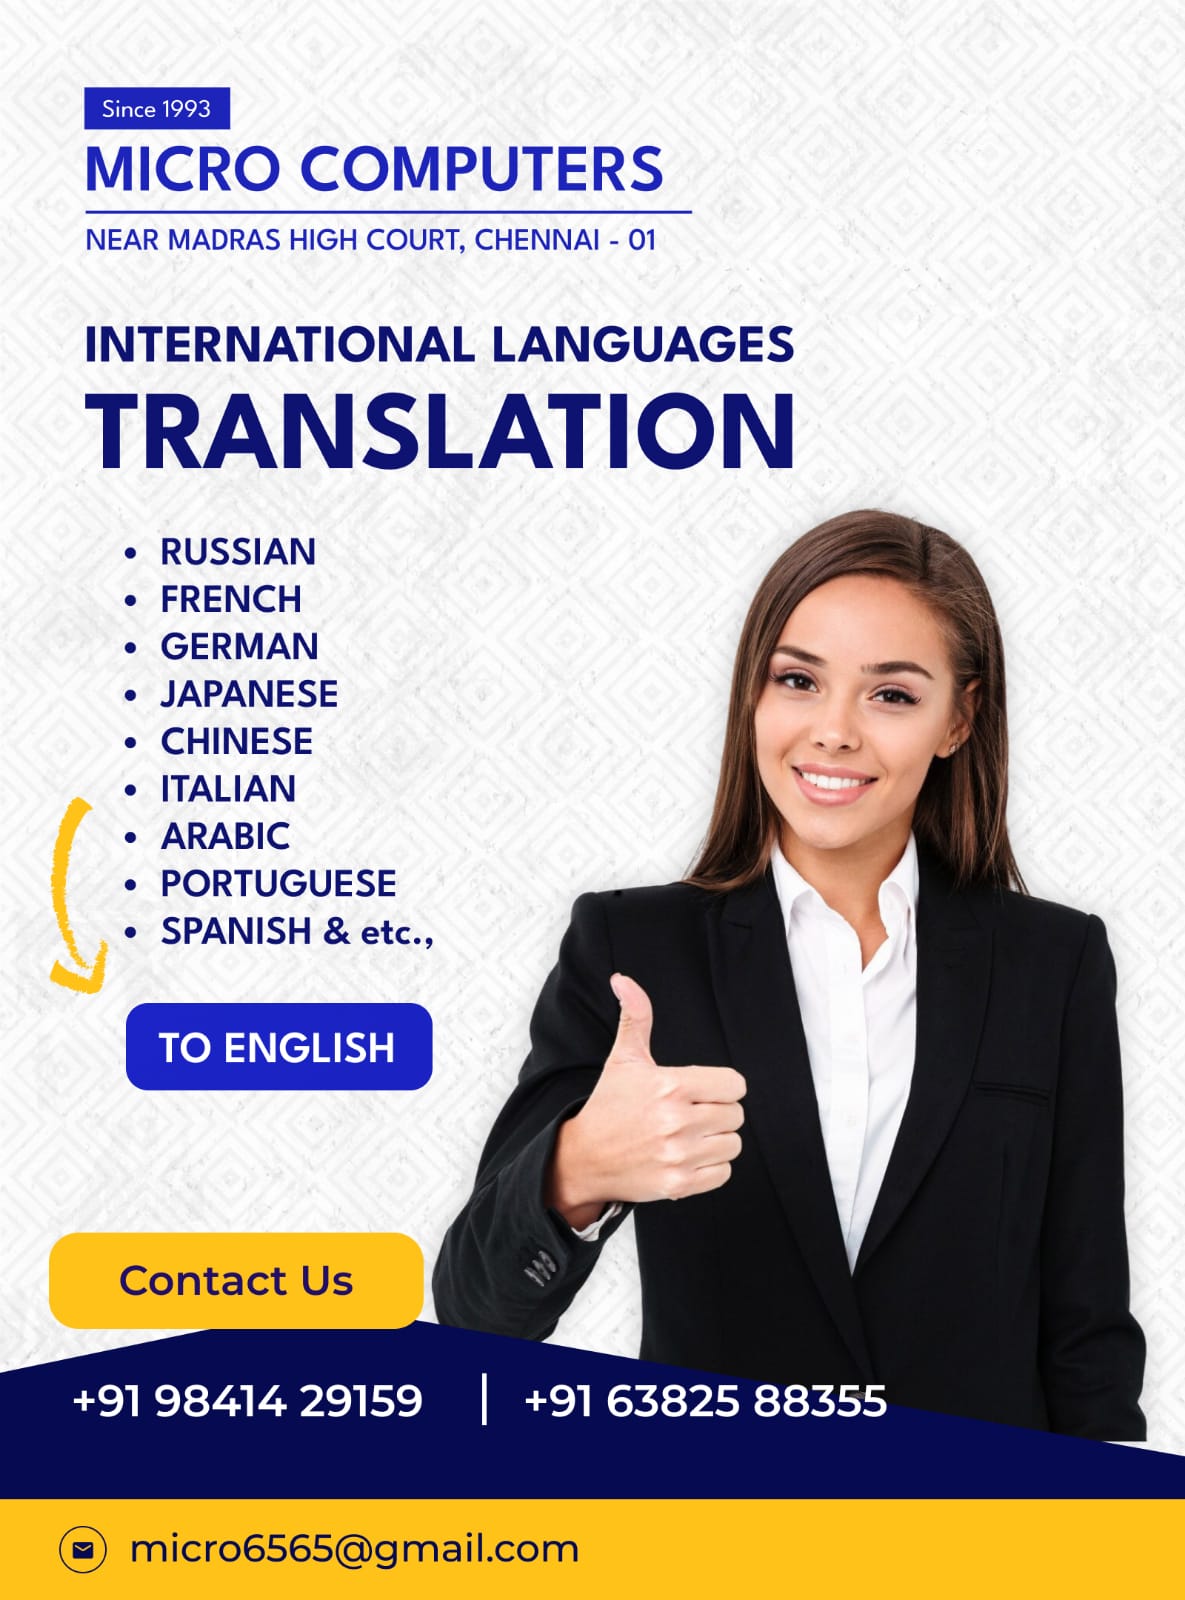 Since 1993
MICRO COMPUTERS
NEAR MADRAS HIGH COURT, CHENNAI - 01
INTERNATIONAL LANGUAGES
TRANSLATION
• RUSSIAN
• FRENCH
• GERMAN
• JAPANESE
• CHINESE
• ITALIAN
• ARABIC
• PORTUGUESE
• SPANISH & etc.,
TO ENGLISH
Contact Us
+91 98414 29159 | +91 63825 88355
micro6565@gmail.com